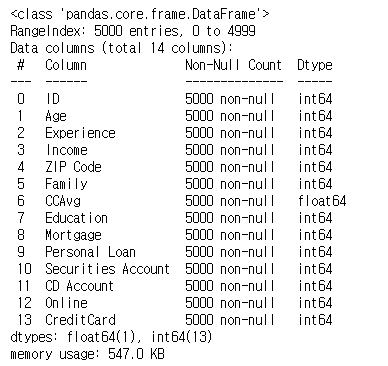 <class 'pandas.core.frame.DataFrame'>
RangeIndex: 5000 entries, 0 to 4999
Data columns (total 14 columns):
 #   Column              Non-Null Count  Dtype
---  ------              --------------  -----
 0   ID                  5000 non-null   int64
 1   Age                 5000 non-null   int64
 2   Experience          5000 non-null   int64
 3   Income              5000 non-null   int64
 4   ZIP Code            5000 non-null   int64
 5   Family              5000 non-null   int64
 6   CCAvg               5000 non-null   float64
 7   Education           5000 non-null   int64
 8   Mortgage            5000 non-null   int64
 9   Personal Loan       5000 non-null   int64
 10  Securities Account  5000 non-null   int64
 11  CD Account          5000 non-null   int64
 12  Online              5000 non-null   int64
 13  CreditCard          5000 non-null   int64
dtypes: float64(1), int64(13)
memory usage: 547.0 KB